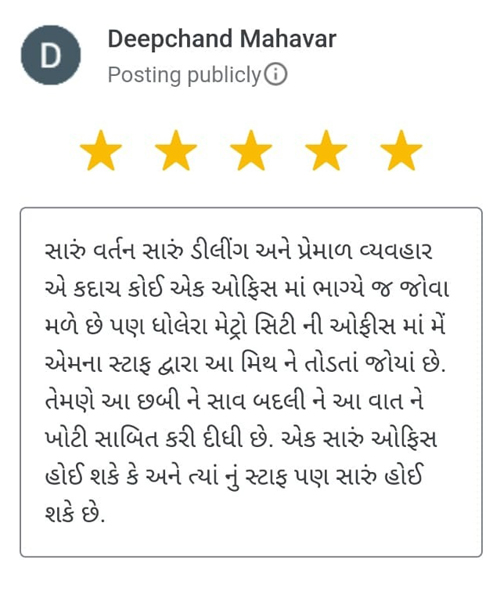 D
Deepchand Mahavar
Posting publicly
સારું વર્તન સારું ડીલીંગ અને પ્રેમાળ વ્યવહાર
એ કદાચ કોઈ એક ઓફિસ માં ભાગ્યે જ જોવા
મળે છે પણ ધોલેરા મેટ્રો સિટી ની ઓફીસ માં મેં
એમના સ્ટાફ દ્વારા આ મિથ ને તોડતાં જોયાં છે.
તેમણે આ છબી ને સાવ બદલી ને આ વાત ને
ખોટી સાબિત કરી દીધી છે. એક સારું ઓફિસ
હોઈ શકે કે અને ત્યાં નું સ્ટાફ પણ સારું હોઈ
શકે છે.